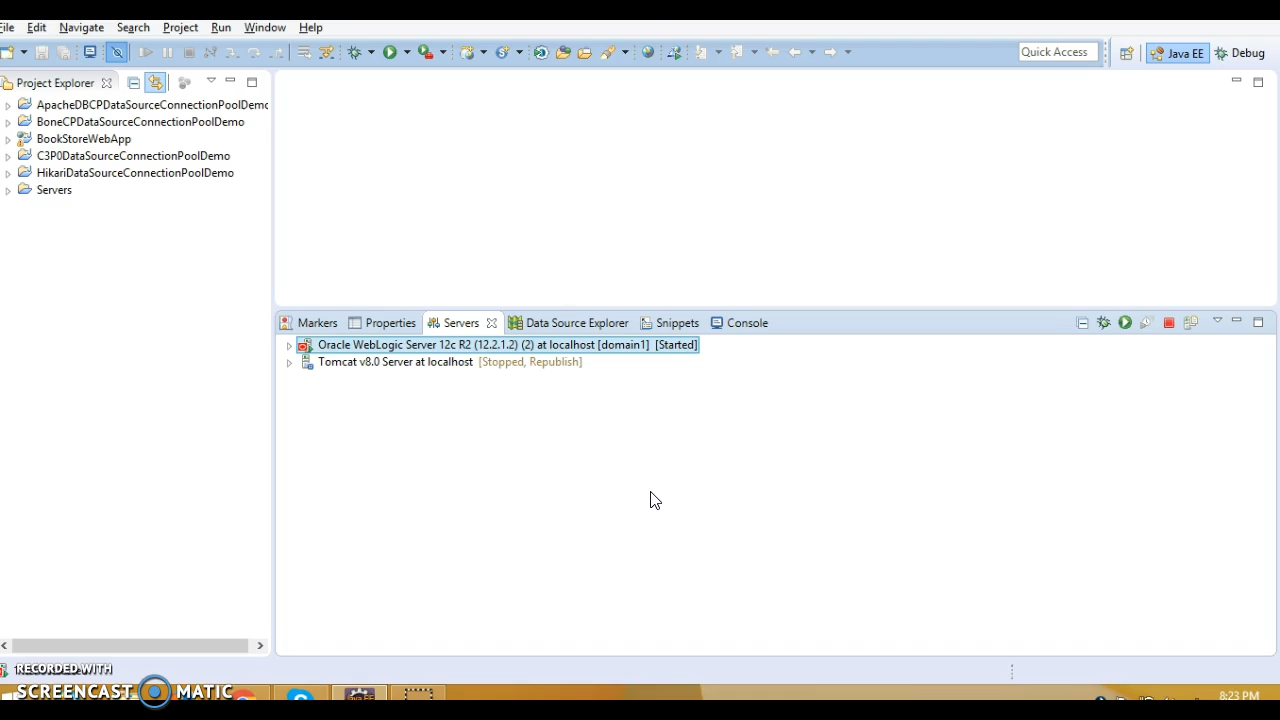 File Edit Navigate Search Project Run Window Help
Quick Access
Java EE
Debug
Project Explorer
ApacheDBCPDataSourceConnectionPoolDemo
BoneCPDataSourceConnectionPoolDemo
BookStoreWebApp
C3P0DataSourceConnectionPoolDemo
HikariDataSourceConnectionPoolDemo
Servers
Markers Properties Servers Data Source Explorer Snippets Console
Oracle WebLogic Server 12c R2 (12.2.1.2) (2) at localhost [domain1] [Started]
Tomcat v8.0 Server at localhost [Stopped, Republish]
RECORDED WITH
SCREENCAST MATIC
8:23 PM